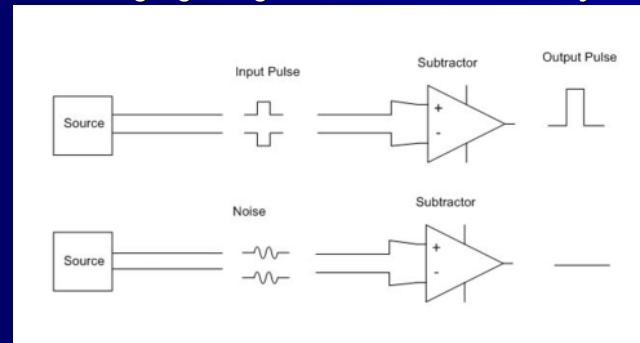 Input Pulse
Subtractor
Output Pulse
Source
+
-
Noise
Subtractor
Source
+
-